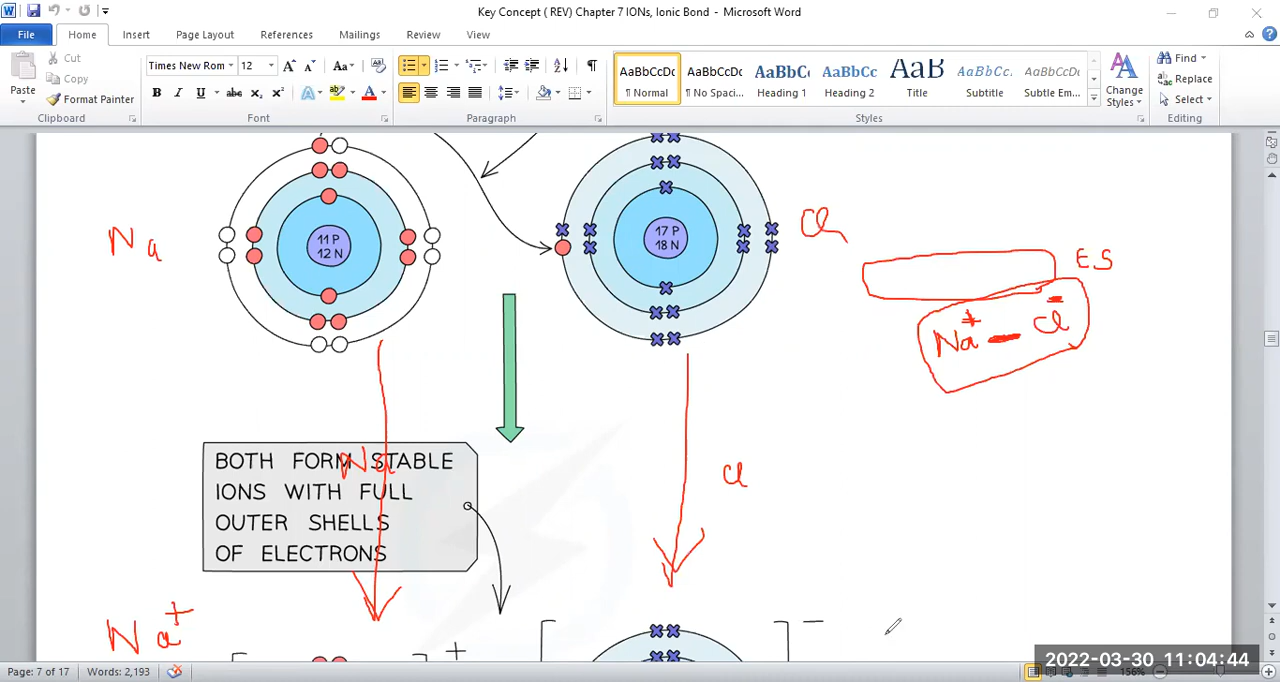 Key Concept ( REV) Chapter 7 IONs, Ionic Bond - Microsoft Word
File Home Insert Page Layout References Mailings Review View
Cut
Copy
Format Painter
Paste
Times New Rom 12
AaBbCcDc AaBbCcDc AaBbCc AaBbCc AaB AaBbCc. AaBbCcDc
¶ Normal ¶ No Spaci... Heading 1 Heading 2 Title Subtitle Subtle Em...
Change
Styles
Find
Replace
Select
Clipboard Font Paragraph Styles Editing
Na
11 P
12 N
17 P
18 N
Cl
ES
Na+ - Cl-
BOTH FORM STABLE
IONS WITH FULL
OUTER SHELLS
OF ELECTRONS
Na
Cl
Na+
+
−
2022-03-30 11:04:44
Page: 7 of 17 Words: 2,193
156%